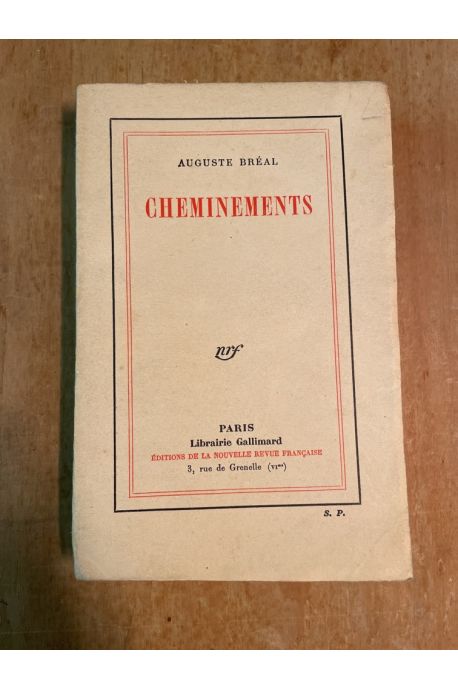 AUGUSTE BRÉAL
CHEMINEMENTS
nrf
PARIS
Librairie Gallimard
ÉDITIONS DE LA NOUVELLE REVUE FRANÇAISE
3, rue de Grenelle (VIme)
S. P.